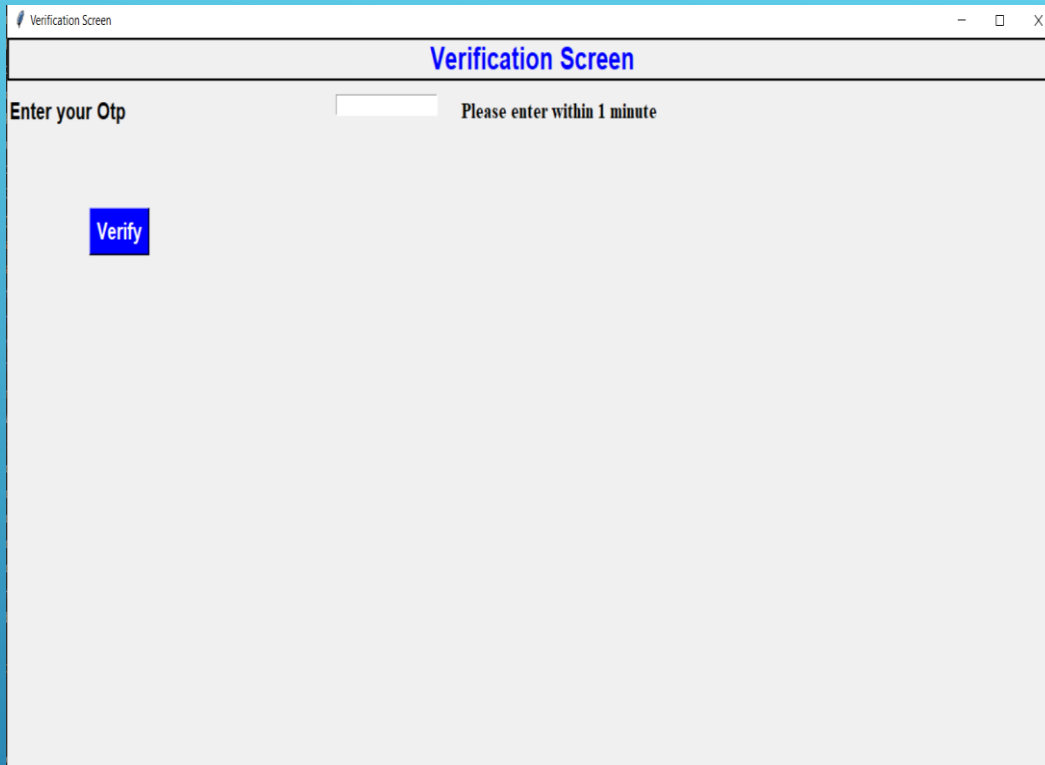 Verification Screen
Verification Screen
Enter your Otp Please enter within 1 minute
Verify